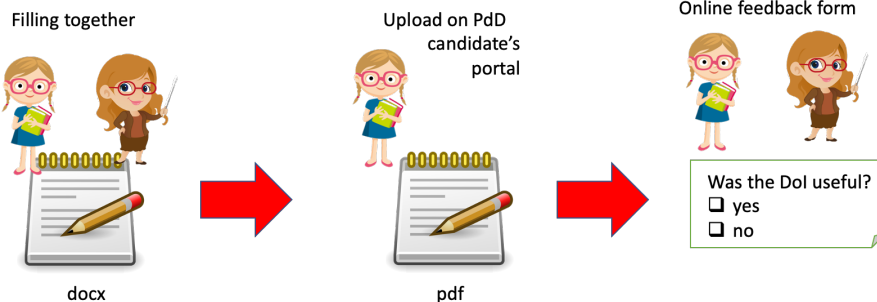 Filling together
docx
Upload on PdD
candidate’s
portal
pdf
Online feedback form
Was the DoI useful?
yes
no